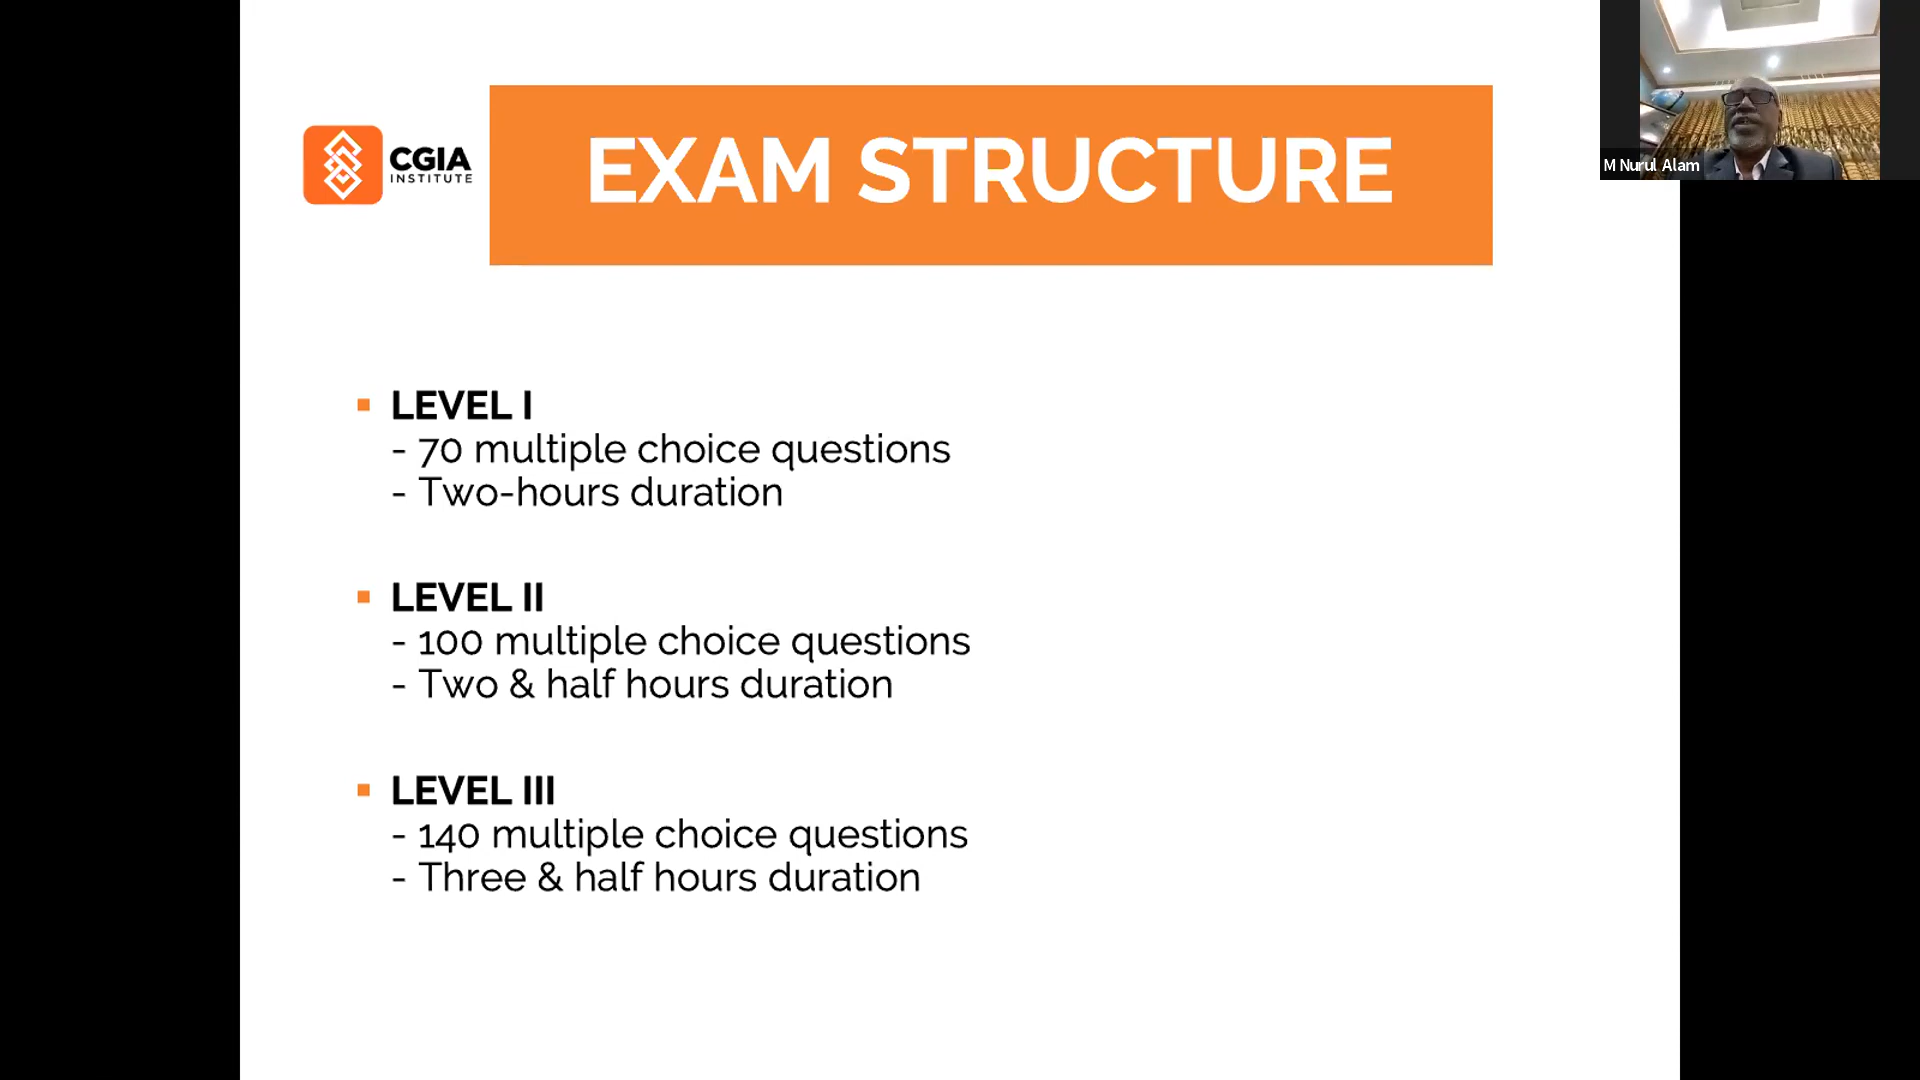 CGIA
INSTITUTE
EXAM STRUCTURE
M Nurul Alam
▪ LEVEL I
- 70 multiple choice questions
- Two-hours duration
▪ LEVEL II
- 100 multiple choice questions
- Two & half hours duration
▪ LEVEL III
- 140 multiple choice questions
- Three & half hours duration